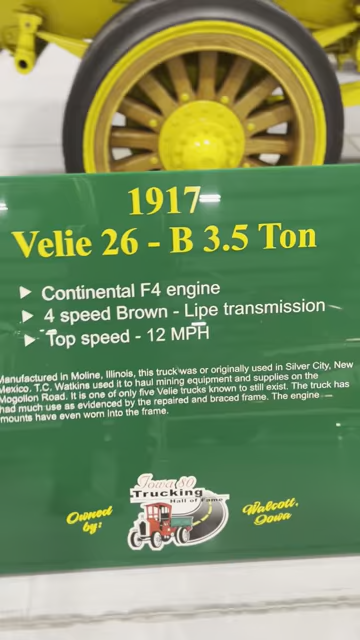 1917
Velie 26 - B 3.5 Ton
▶ Continental F4 engine
▶ 4 speed Brown - Lipe transmission
▶ Top speed - 12 MPH
Manufactured in Moline, Illinois, this truck was or originally used in Silver City, New
Mexico. T.C. Watkins used it to haul mining equipment and supplies on the
Mogollon Road. It is one of only five Velie trucks known to still exist. The truck has
had much use as evidenced by the repaired and braced frame. The engine
mounts have even worn into the frame.
Owned by:
Iowa 80
Trucking
Hall of Fame
Walcott, Iowa